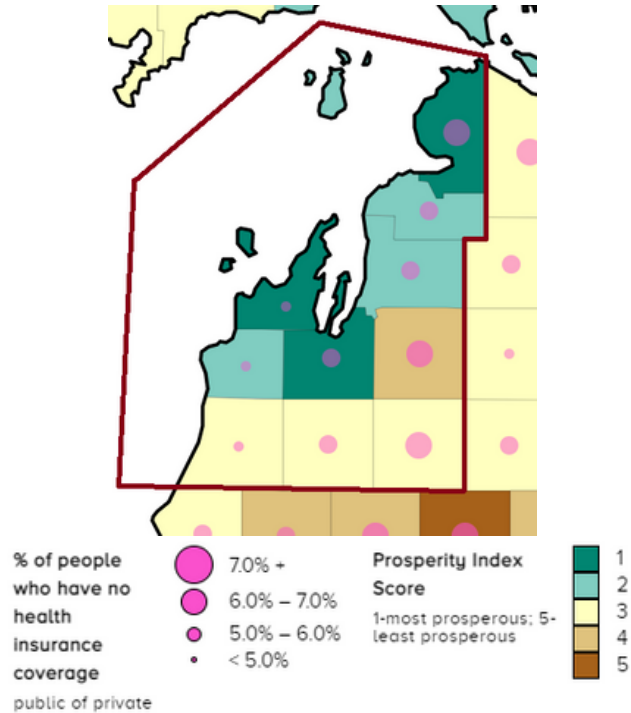 % of people
who have no
health
insurance
coverage
public of private
7.0% +
6.0% – 7.0%
5.0% – 6.0%
< 5.0%
Prosperity Index
Score
1-most prosperous; 5-
least prosperous
1
2
3
4
5